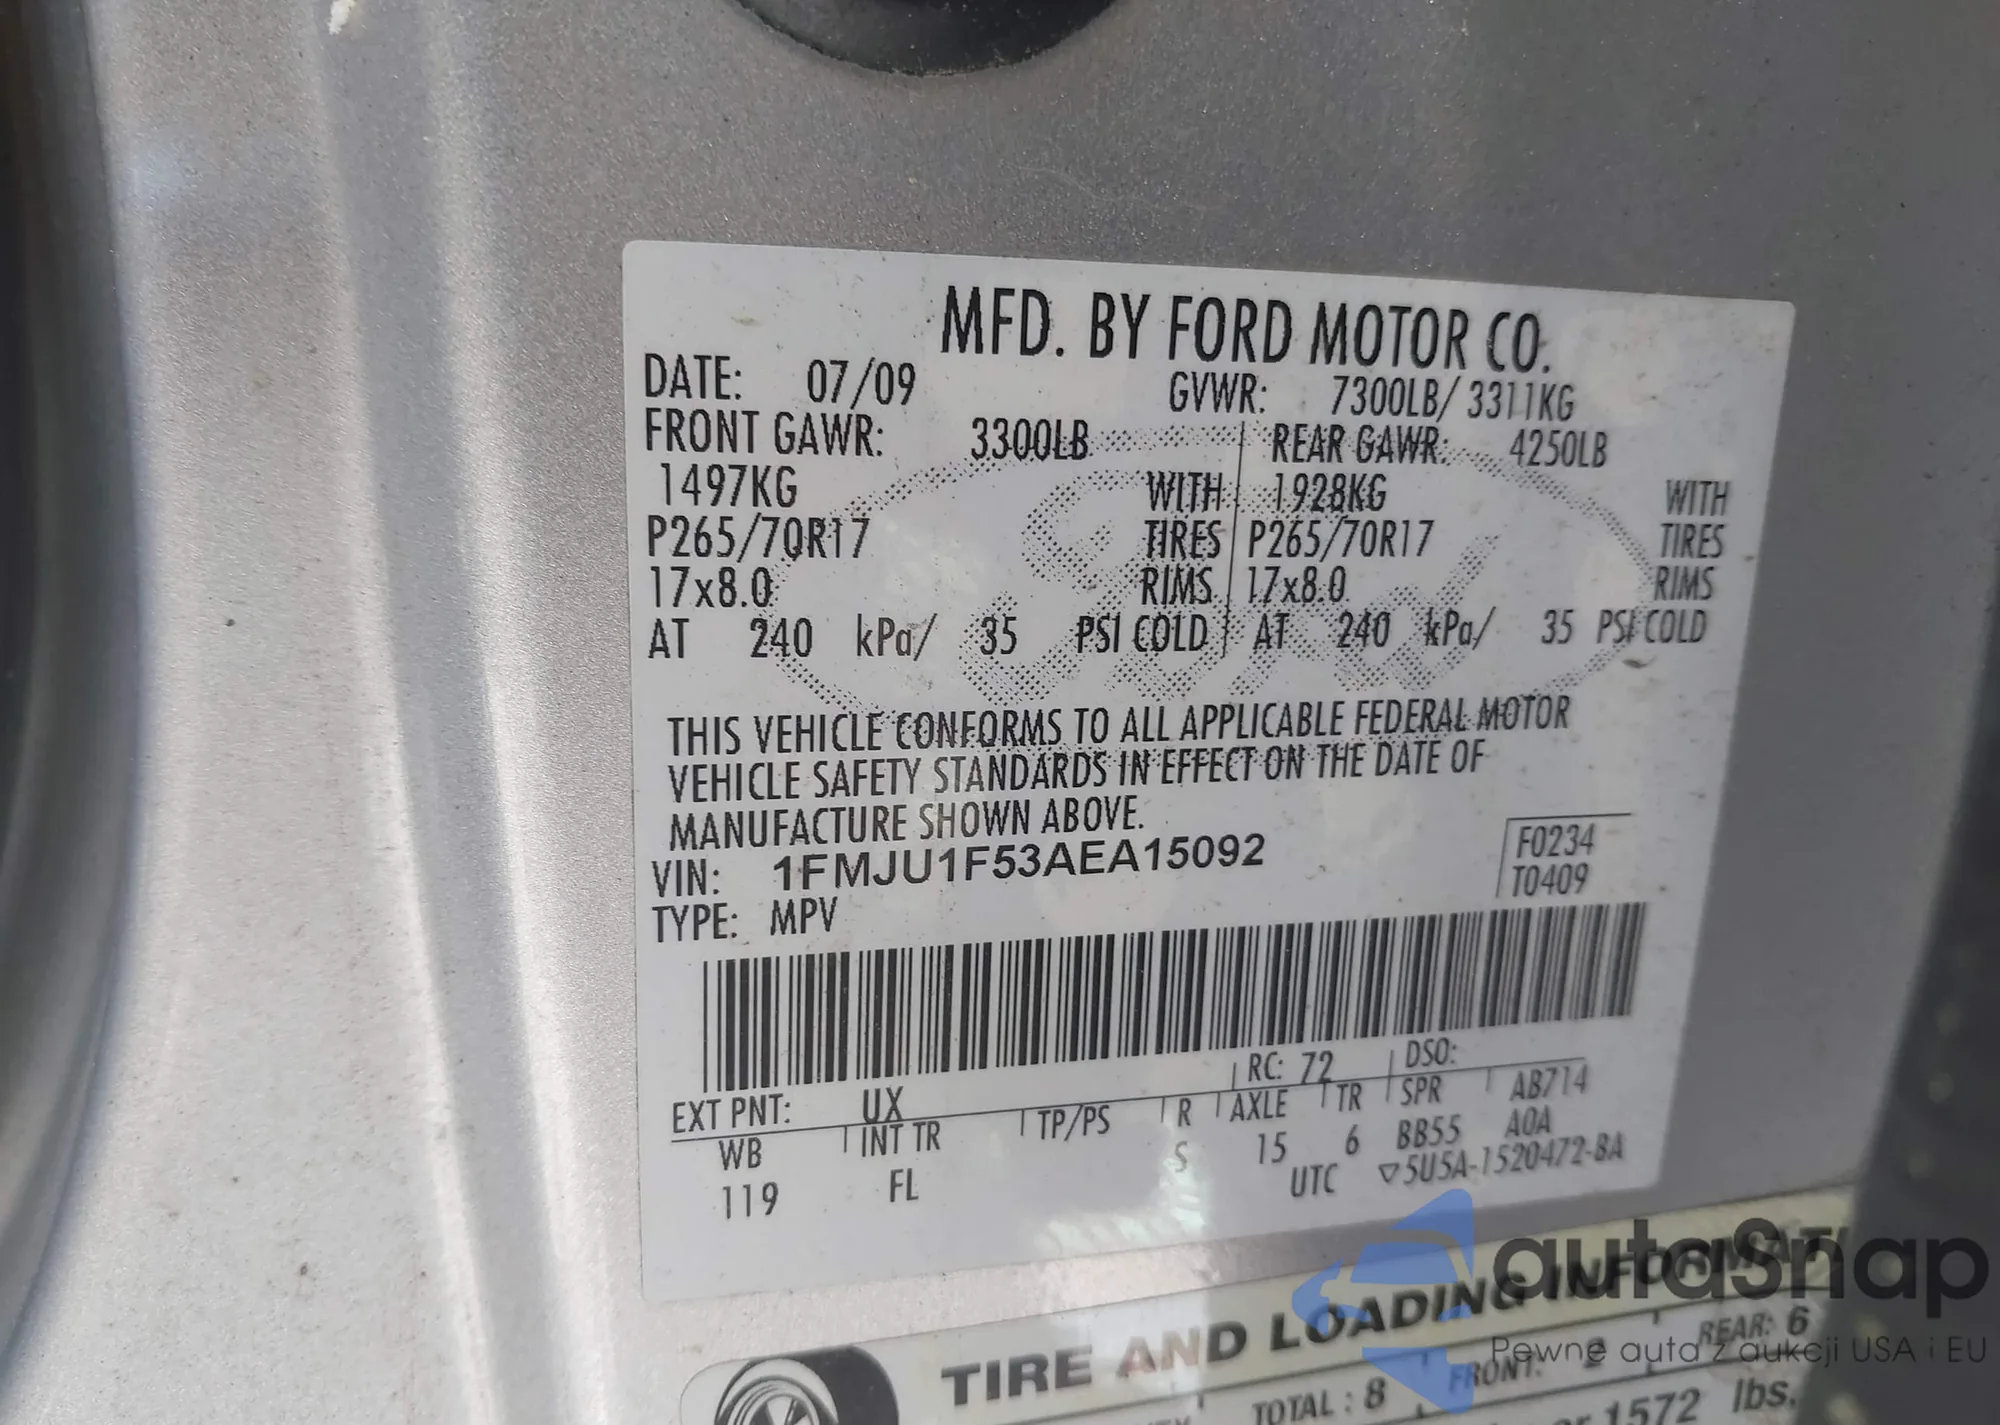 MFD. BY FORD MOTOR CO.
DATE: 07/09 GVWR: 7300LB/ 3311KG
FRONT GAWR: 3300LB REAR GAWR: 4250LB
1497KG WITH 1928KG WITH
P265/70R17 TIRES P265/70R17 TIRES
17x8.0 RIMS 17x8.0 RIMS
AT 240 kPa/ 35 PSI COLD AT 240 kPa/ 35 PSI COLD
THIS VEHICLE CONFORMS TO ALL APPLICABLE FEDERAL MOTOR
VEHICLE SAFETY STANDARDS IN EFFECT ON THE DATE OF
MANUFACTURE SHOWN ABOVE.
VIN: 1FMJU1F53AEA15092
F0234
TYPE: MPV
T0409
RC: 72 DSO:
EXT PNT: UX AB714
WB INT TR TP/PS R AXLE TR SPR
119 FL S 15 6 BB55 A0A
UTC ▽5U5A-1520472-BA
autaSnap
Pewne auta z aukcji USA i EU
TIRE AND LOADING INFORMATI
TOTAL : 8 FRONT: 2 REAR: 6
1572 lbs.